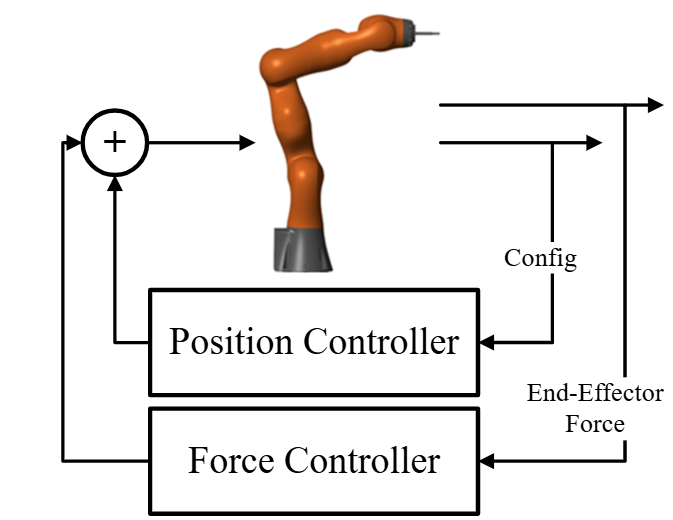 +
Config
Position Controller
End-Effector
Force
Force Controller